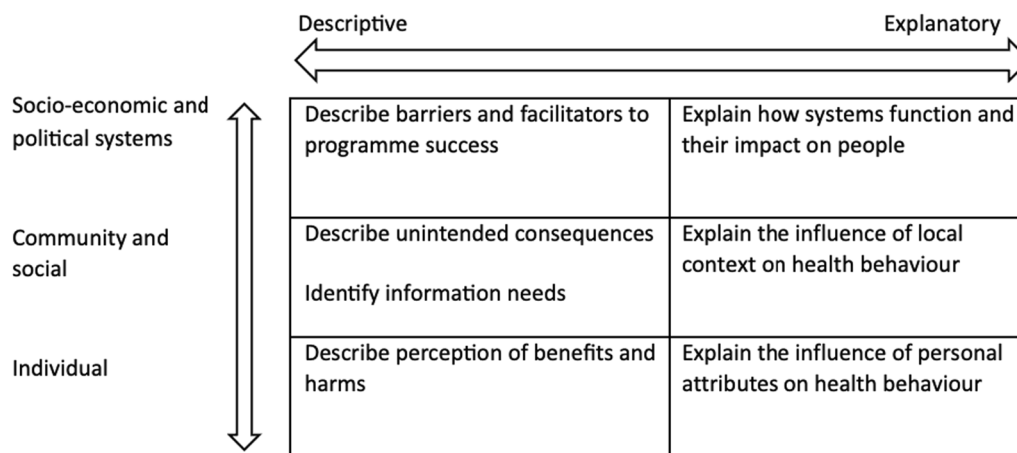 Descriptive
Explanatory
Socio-economic and
political systems
Describe barriers and facilitators to
programme success
Explain how systems function and
their impact on people
Community and
social
Describe unintended consequences
Identify information needs
Explain the influence of local
context on health behaviour
Individual
Describe perception of benefits and
harms
Explain the influence of personal
attributes on health behaviour